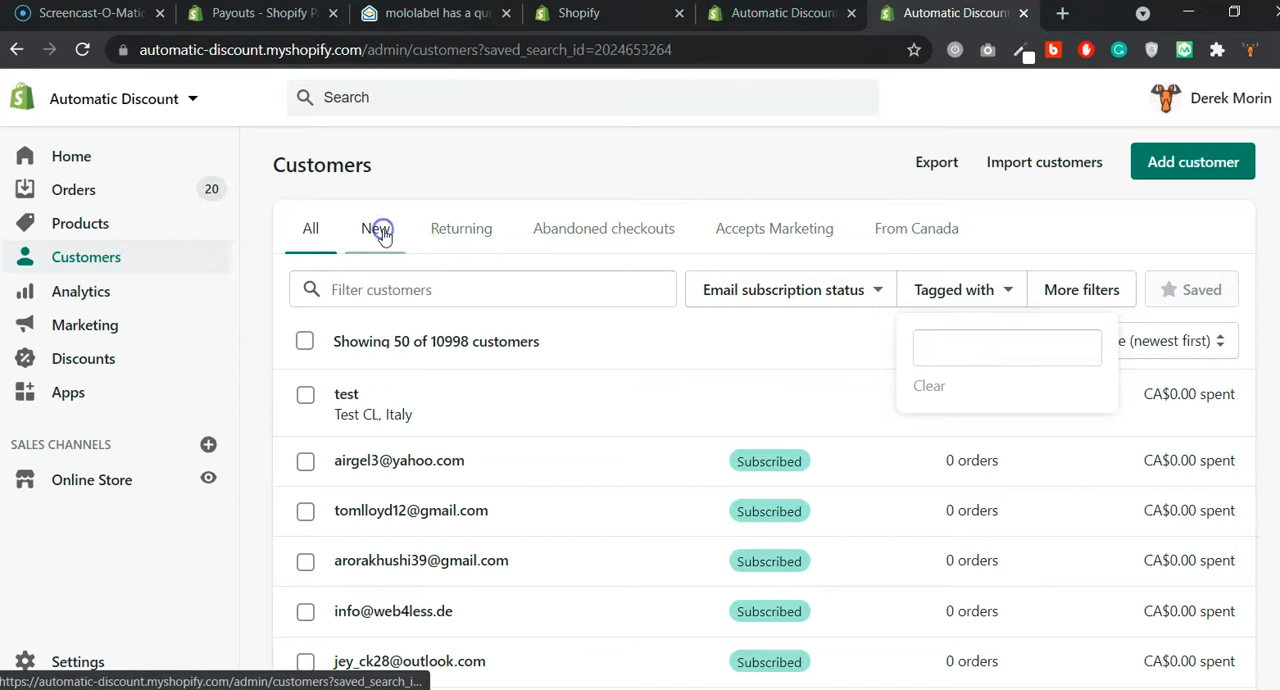 Screencast-O-Matic
Payouts - Shopify P
mololabel has a que
Shopify
Automatic Discount
Automatic Discount
automatic-discount.myshopify.com/admin/customers?saved_search_id=2024653264
Automatic Discount
Search
Derek Morin
Home
Orders
20
Products
Customers
Analytics
Marketing
Discounts
Apps
SALES CHANNELS
Online Store
Settings
Customers
Export
Import customers
Add customer
All
New
Returning
Abandoned checkouts
Accepts Marketing
From Canada
Filter customers
Email subscription status
Tagged with
More filters
Saved
Showing 50 of 10998 customers
e (newest first)
Clear
test
CA$0.00 spent
Test CL, Italy
airgel3@yahoo.com
Subscribed
0 orders
CA$0.00 spent
tomlloyd12@gmail.com
Subscribed
0 orders
CA$0.00 spent
arorakhushi39@gmail.com
Subscribed
0 orders
CA$0.00 spent
info@web4less.de
Subscribed
0 orders
CA$0.00 spent
jey_ck28@outlook.com
Subscribed
0 orders
CA$0.00 spent
https://automatic-discount.myshopify.com/admin/customers?saved_search_i...